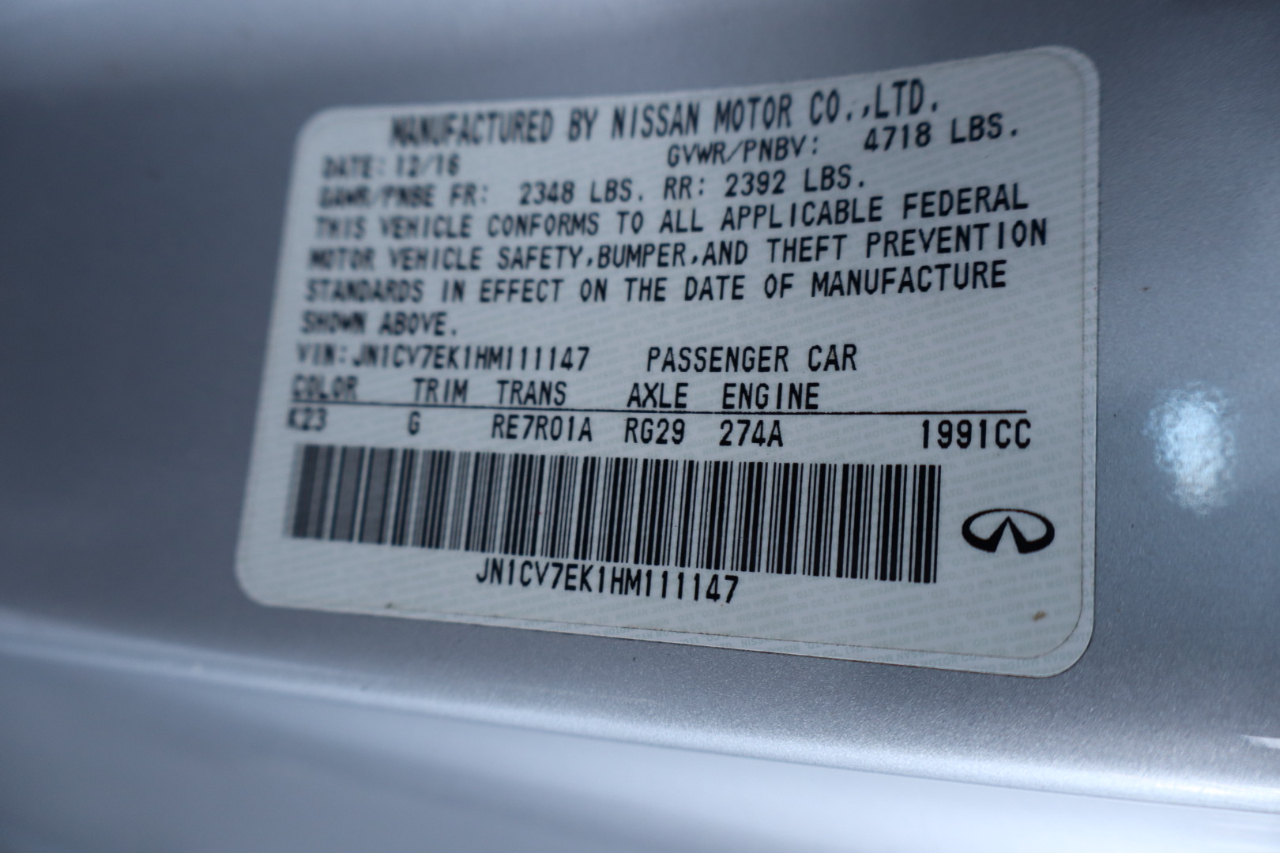 MANUFACTURED BY NISSAN MOTOR CO.,LTD.
DATE: 12/16 GVWR/PNBV: 4718 LBS.
GAWR/PNBE FR: 2348 LBS. RR: 2392 LBS.
THIS VEHICLE CONFORMS TO ALL APPLICABLE FEDERAL
MOTOR VEHICLE SAFETY,BUMPER,AND THEFT PREVENTION
STANDARDS IN EFFECT ON THE DATE OF MANUFACTURE
SHOWN ABOVE.
VIN:JN1CV7EK1HM111147 PASSENGER CAR
COLOR TRIM TRANS AXLE ENGINE
K23 G RE7R01A RG29 274A 1991CC
JN1CV7EK1HM111147